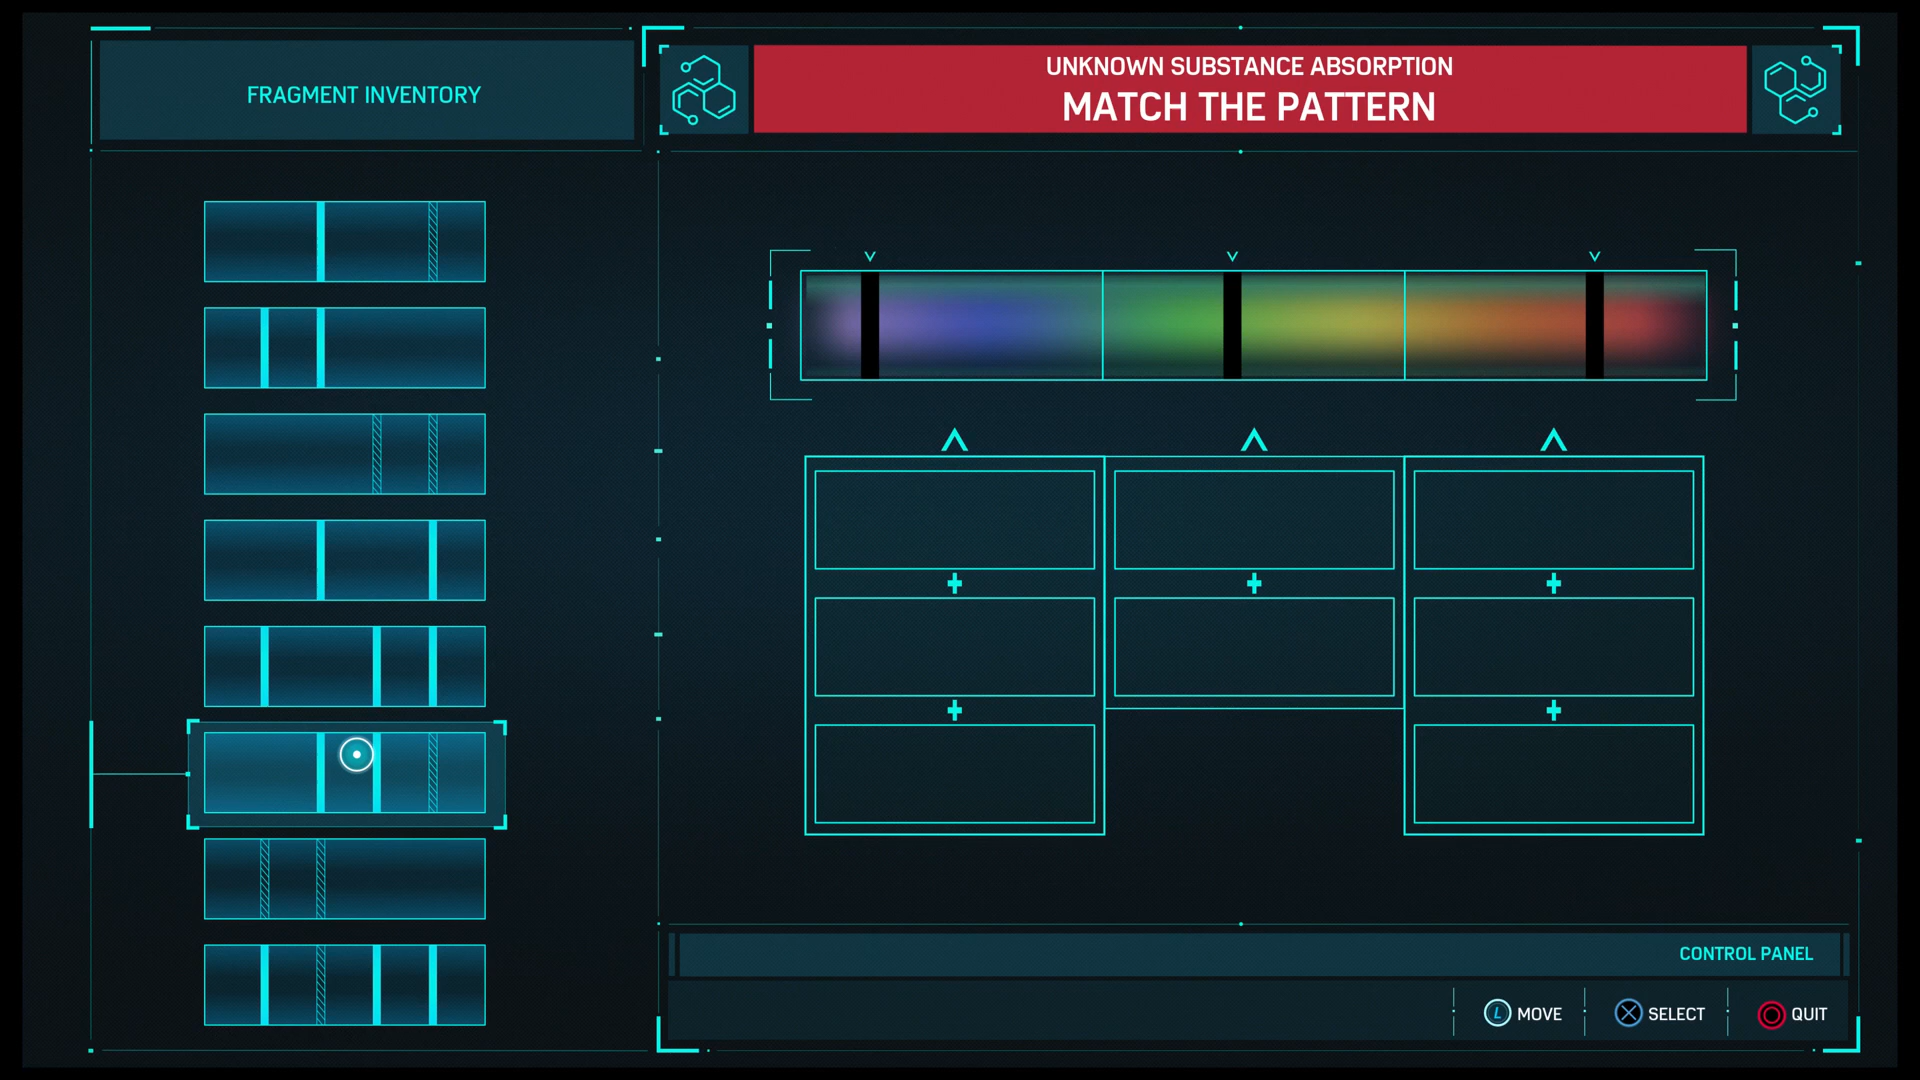 FRAGMENT INVENTORY
UNKNOWN SUBSTANCE ABSORPTION
MATCH THE PATTERN
CONTROL PANEL
L MOVE
SELECT
QUIT